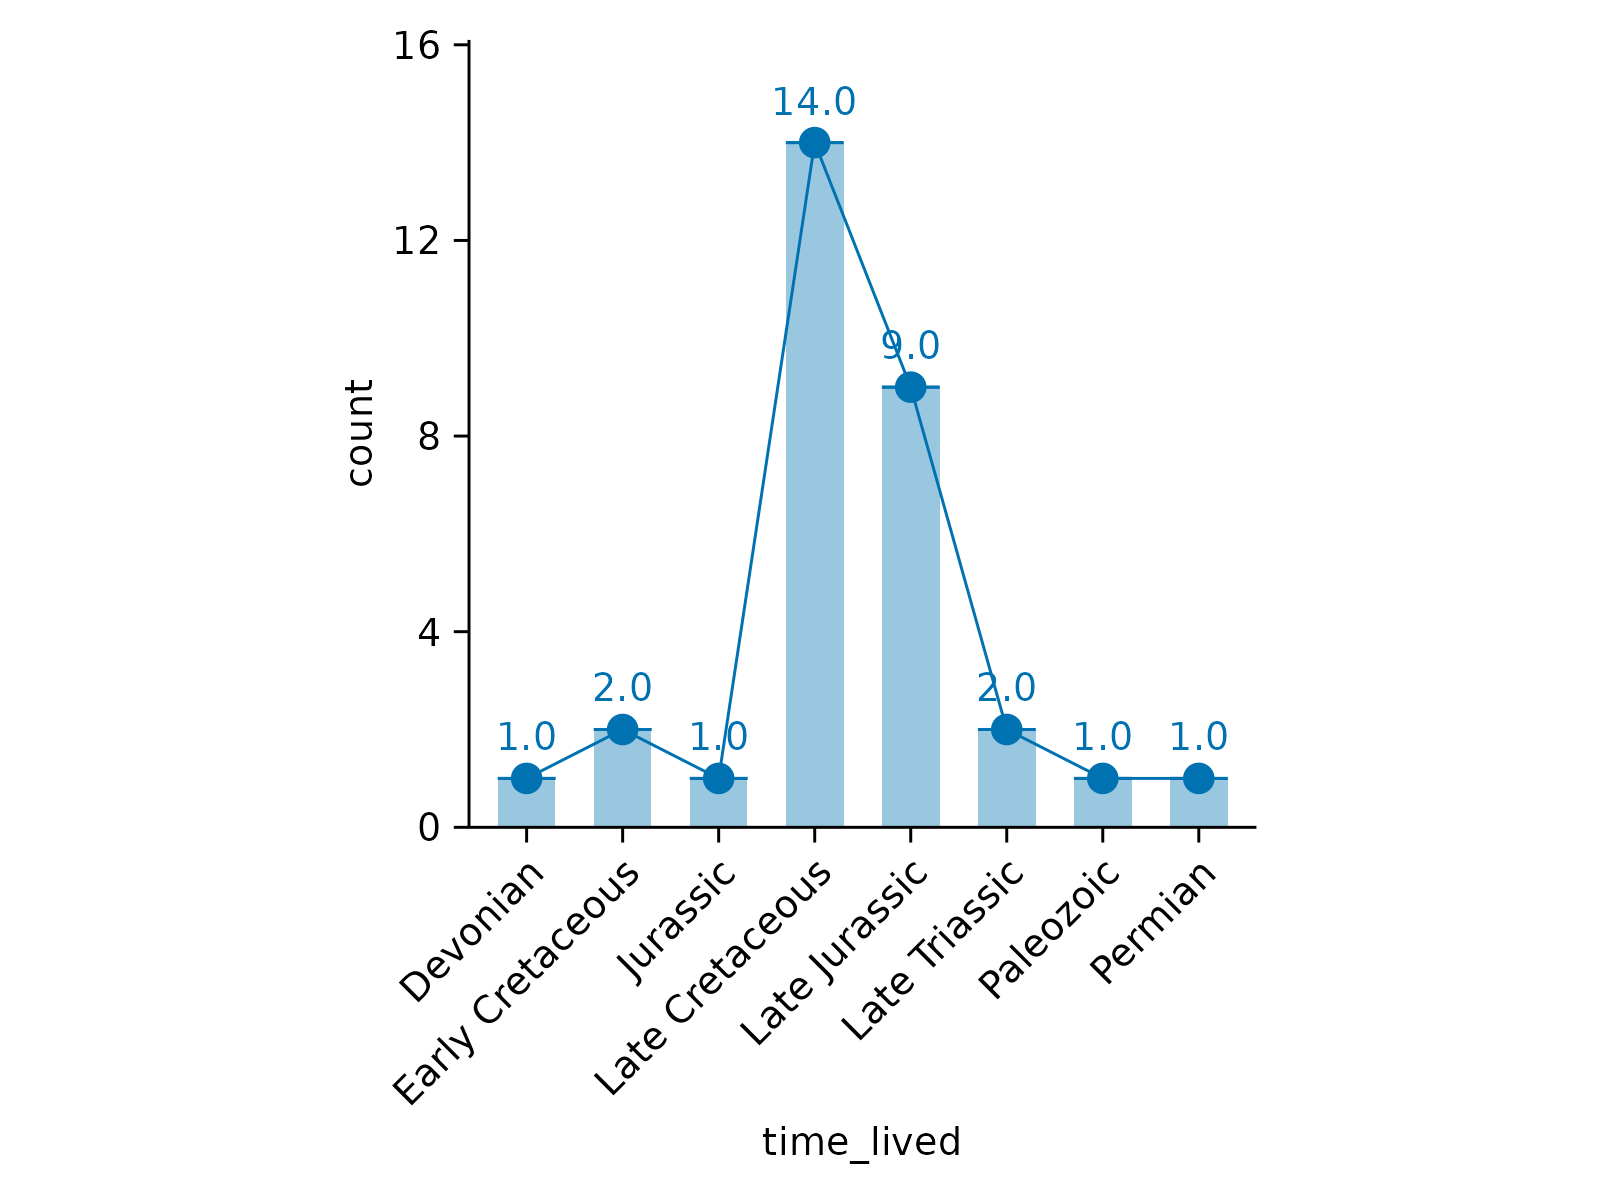 16
12
8
4
0
count
14.0
9.0
2.0
2.0
1.0
1.0
1.0
1.0
Devonian
Early Cretaceous
Jurassic
Late Cretaceous
Late Jurassic
Late Triassic
Paleozoic
Permian
time_lived